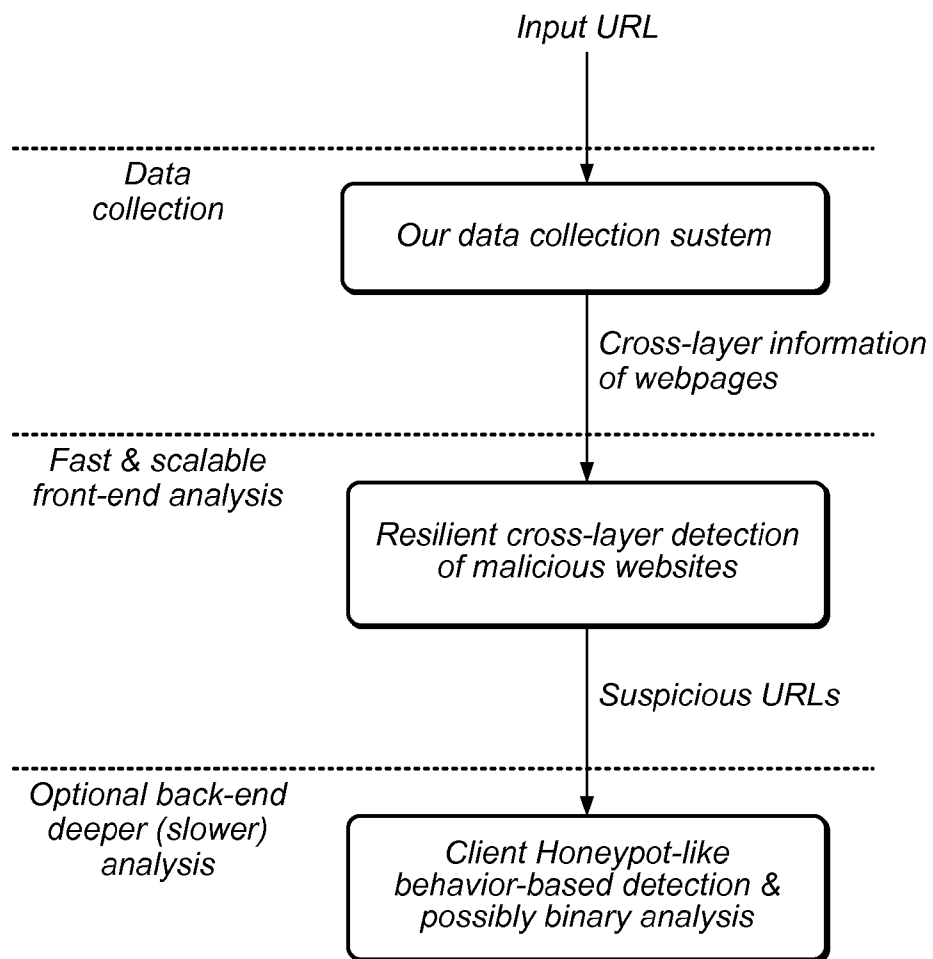 Input URL
Data
collection
Our data collection sustem
Cross-layer information
of webpages
Fast & scalable
front-end analysis
Resilient cross-layer detection
of malicious websites
Suspicious URLs
Optional back-end
deeper (slower)
analysis
Client Honeypot-like
behavior-based detection &
possibly binary analysis